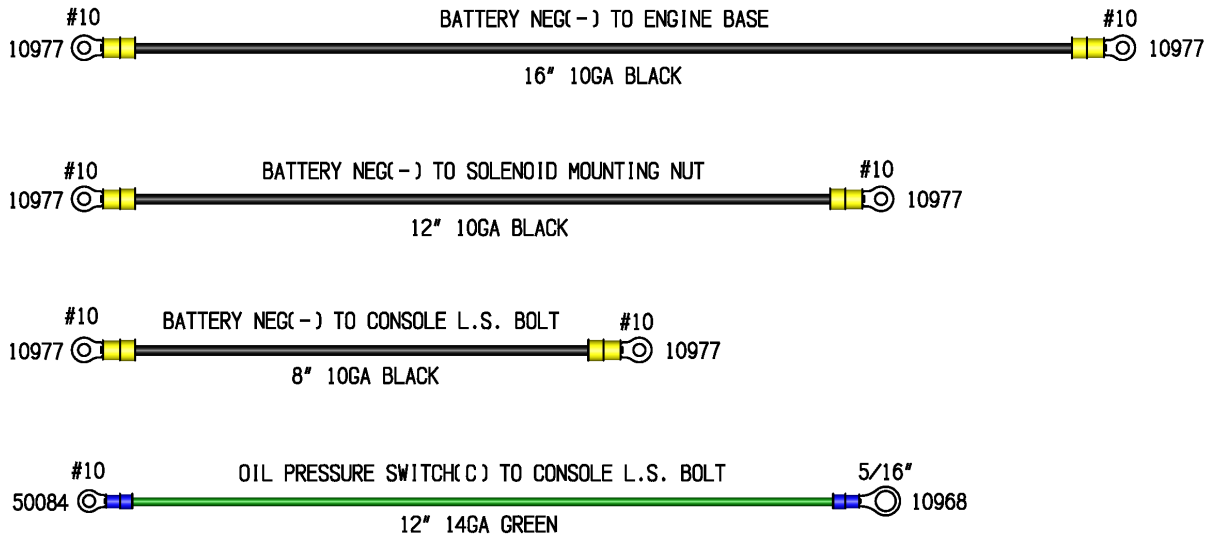 #10 BATTERY NEG(-) TO ENGINE BASE #10
10977 10977
16" 10GA BLACK
#10 BATTERY NEG(-) TO SOLENOID MOUNTING NUT #10
10977 10977
12" 10GA BLACK
#10 BATTERY NEG(-) TO CONSOLE L.S. BOLT #10
10977 10977
8" 10GA BLACK
#10 OIL PRESSURE SWITCH(C) TO CONSOLE L.S. BOLT 5/16"
50084 10968
12" 14GA GREEN